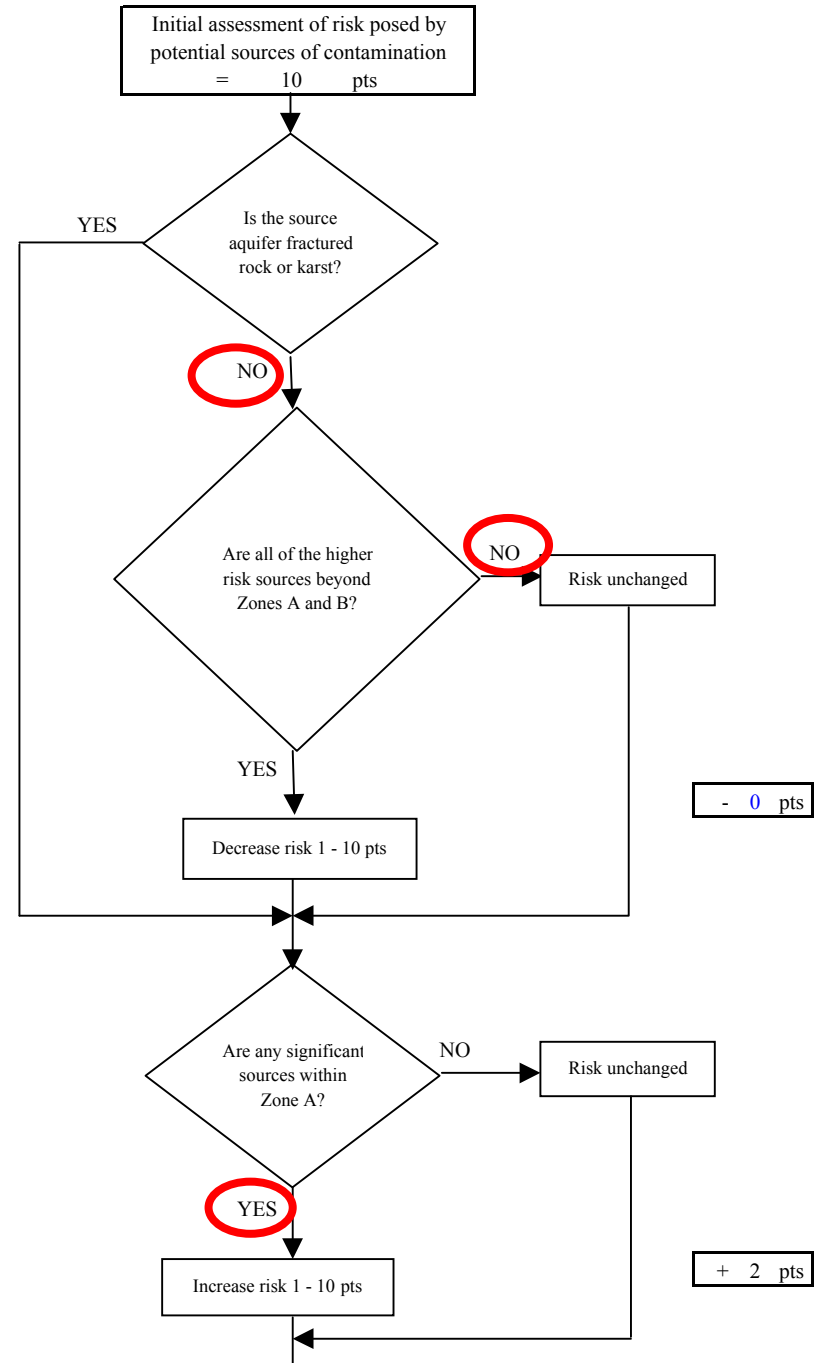 Initial assessment of risk posed by
potential sources of contamination
= 10 pts
YES
Is the source
aquifer fractured
rock or karst?
NO
Are all of the higher
risk sources beyond
Zones A and B?
NO
Risk unchanged
YES
- 0 pts
Decrease risk 1 - 10 pts
Are any significant
sources within
Zone A?
NO
Risk unchanged
YES
+ 2 pts
Increase risk 1 - 10 pts